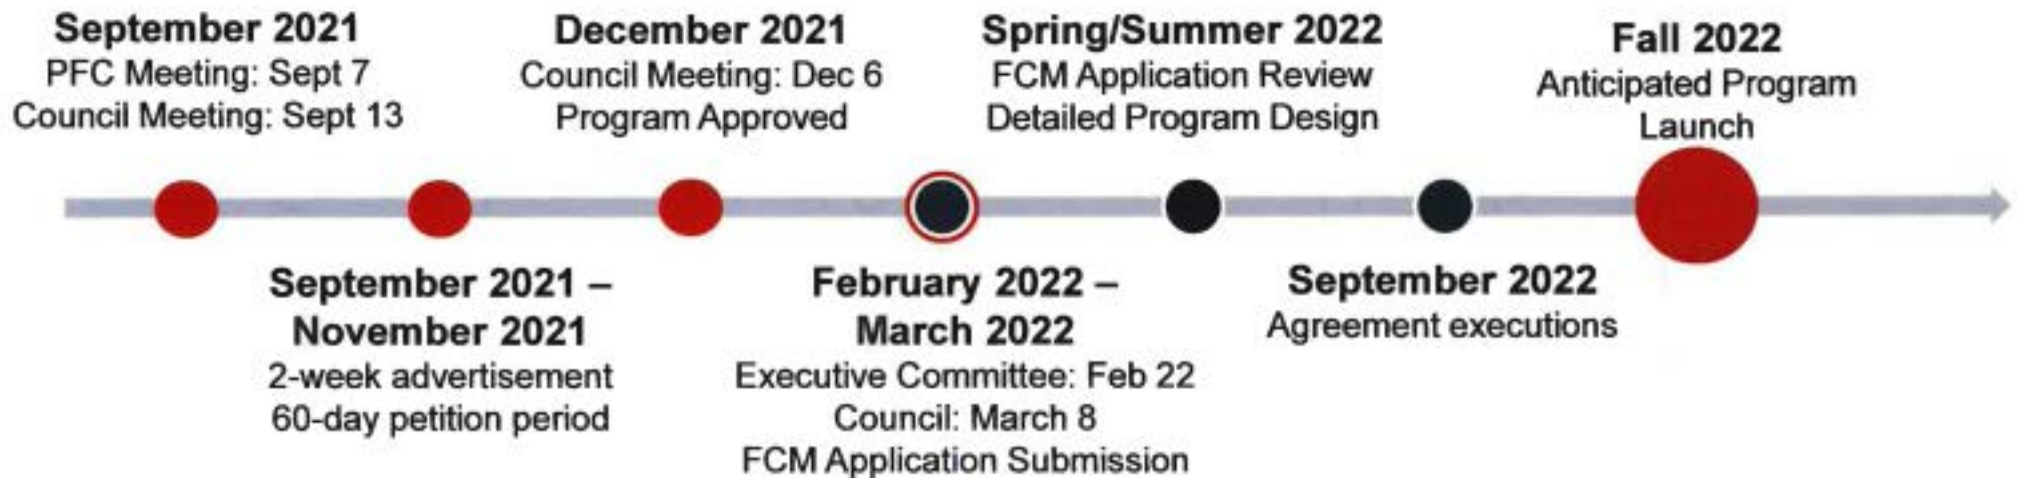 September 2021
PFC Meeting: Sept 7
Council Meeting: Sept 13
September 2021 –
November 2021
2-week advertisement
60-day petition period
December 2021
Council Meeting: Dec 6
Program Approved
February 2022 –
March 2022
Executive Committee: Feb 22
Council: March 8
FCM Application Submission
Spring/Summer 2022
FCM Application Review
Detailed Program Design
September 2022
Agreement executions
Fall 2022
Anticipated Program
Launch